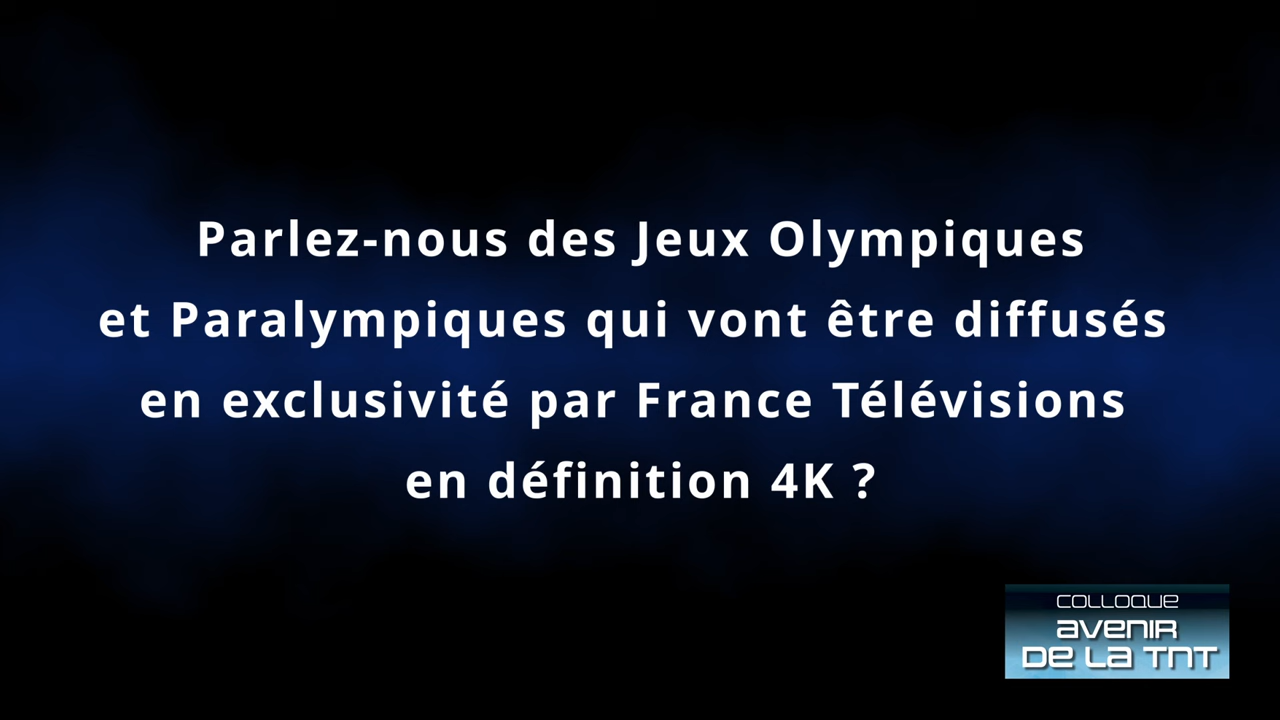 Parlez-nous des Jeux Olympiques
et Paralympiques qui vont être diffusés
en exclusivité par France Télévisions
en définition 4K ?
COLLOQUE
AVENIR
DE LA TNT